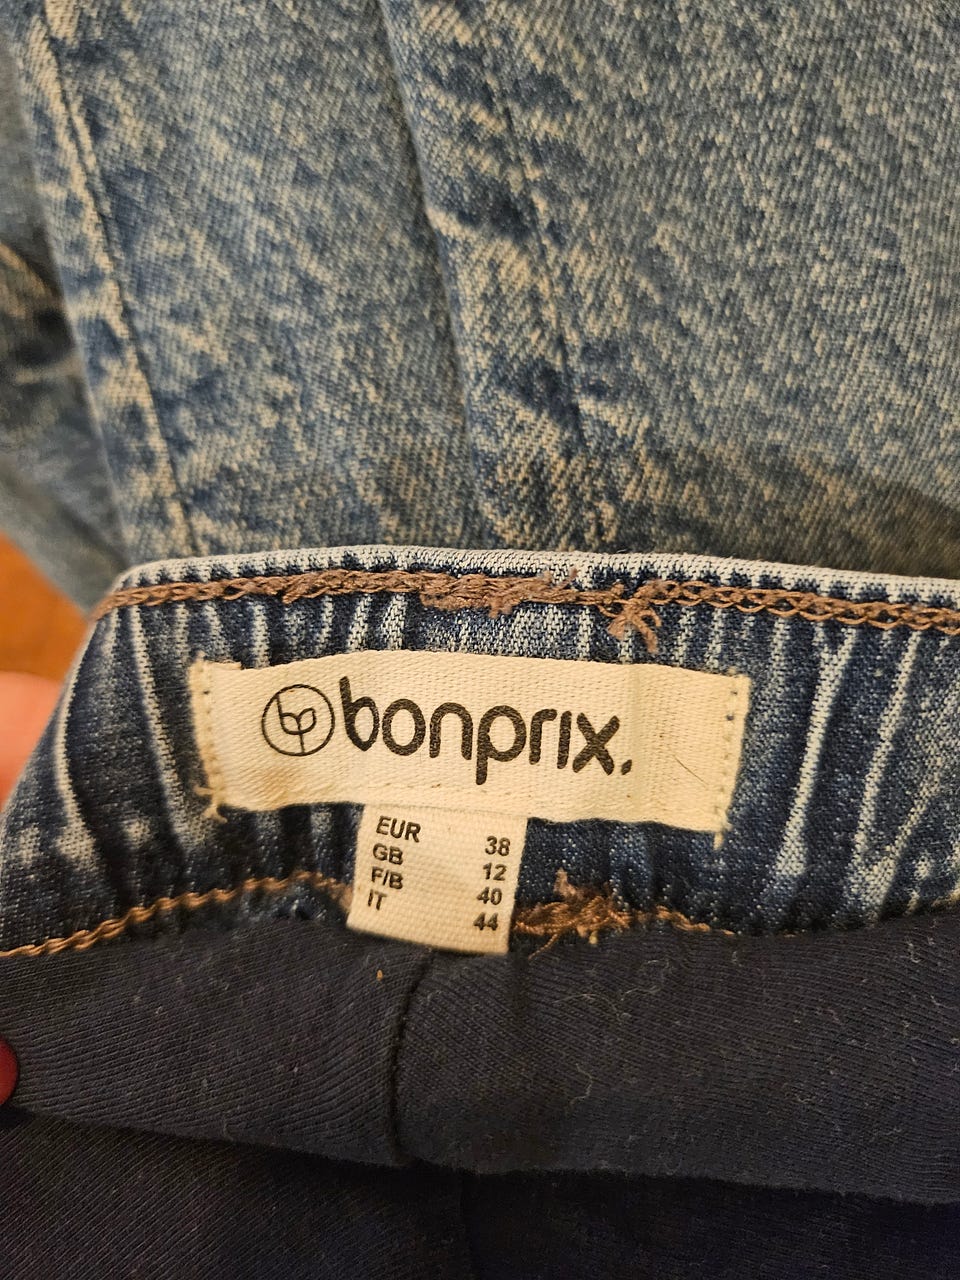 bonprix.
EUR 38
GB 12
F/B 40
IT 44